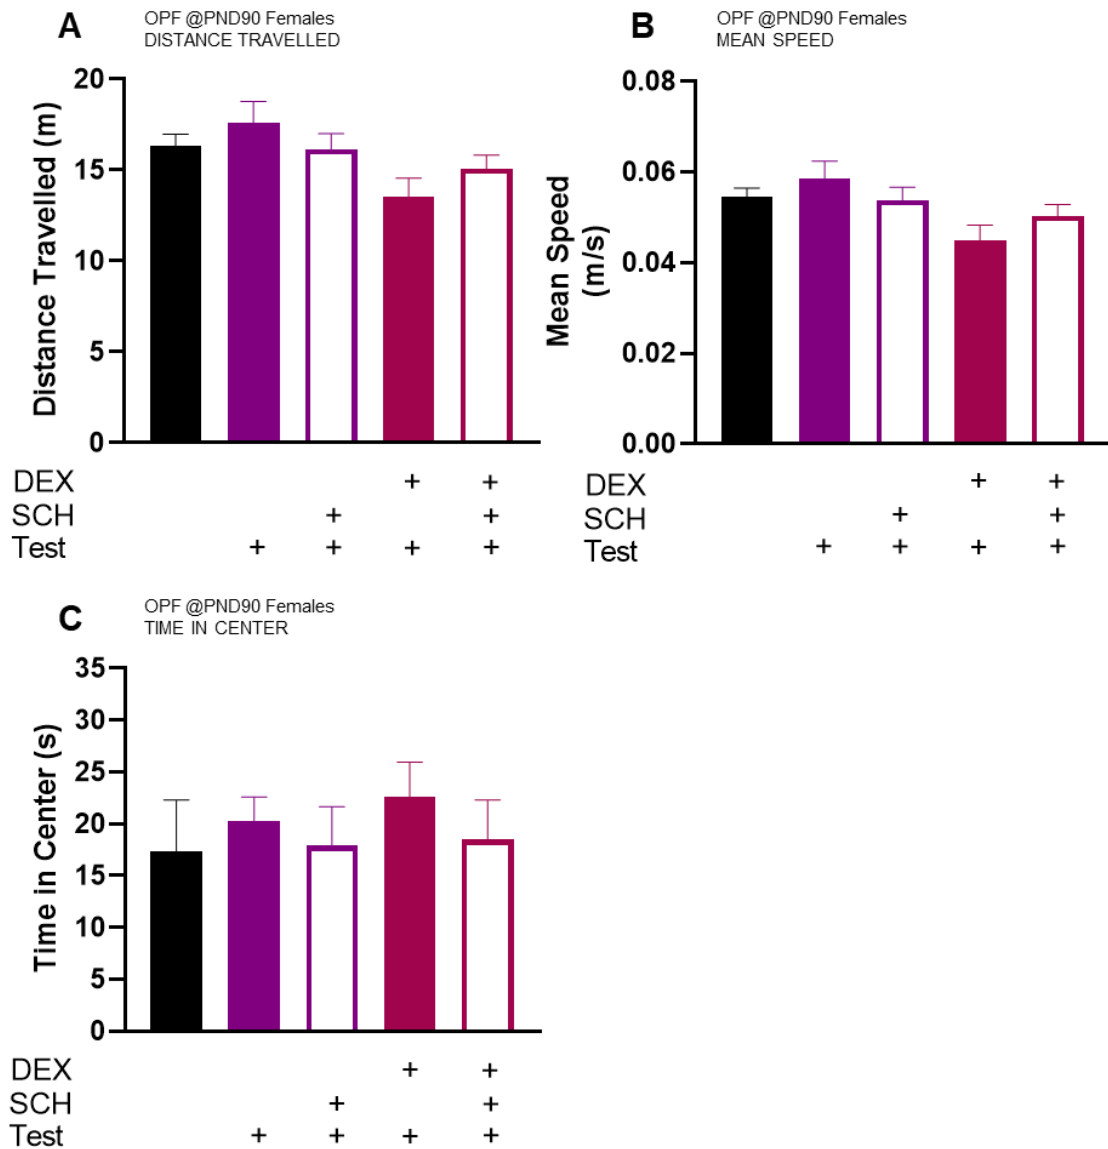 A
OPF @PND90 Females
DISTANCE TRAVELLED
Distance Travelled (m)
20
15
10
5
0
DEX + +
SCH + +
Test + + + +
B
OPF @PND90 Females
MEAN SPEED
Mean Speed
(m/s)
0.08
0.06
0.04
0.02
0.00
DEX + +
SCH + +
Test + + + +
C
OPF @PND90 Females
TIME IN CENTER
Time in Center (s)
35
30
25
20
15
10
5
0
DEX + +
SCH + +
Test + + + +